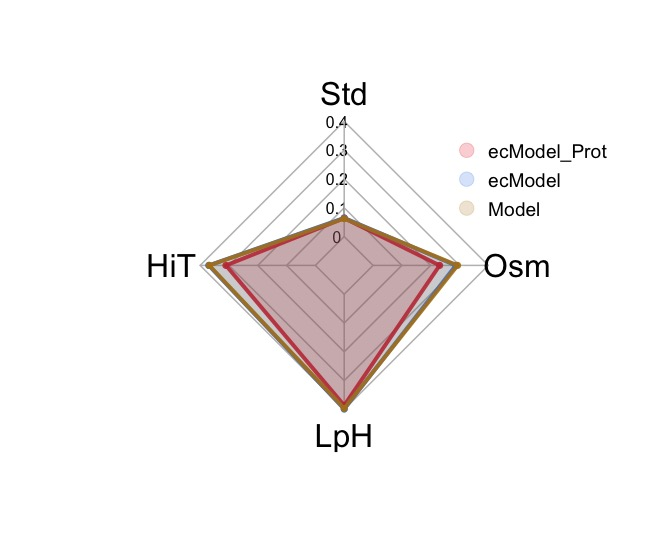 Std
0.4
0.3
0.2
0.1
0
ecModel_Prot
ecModel
Model
HiT
Osm
LpH